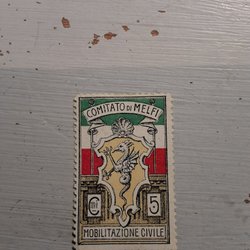 COMITATO DI MELFI
5
MOBILITAZIONE CIVILE